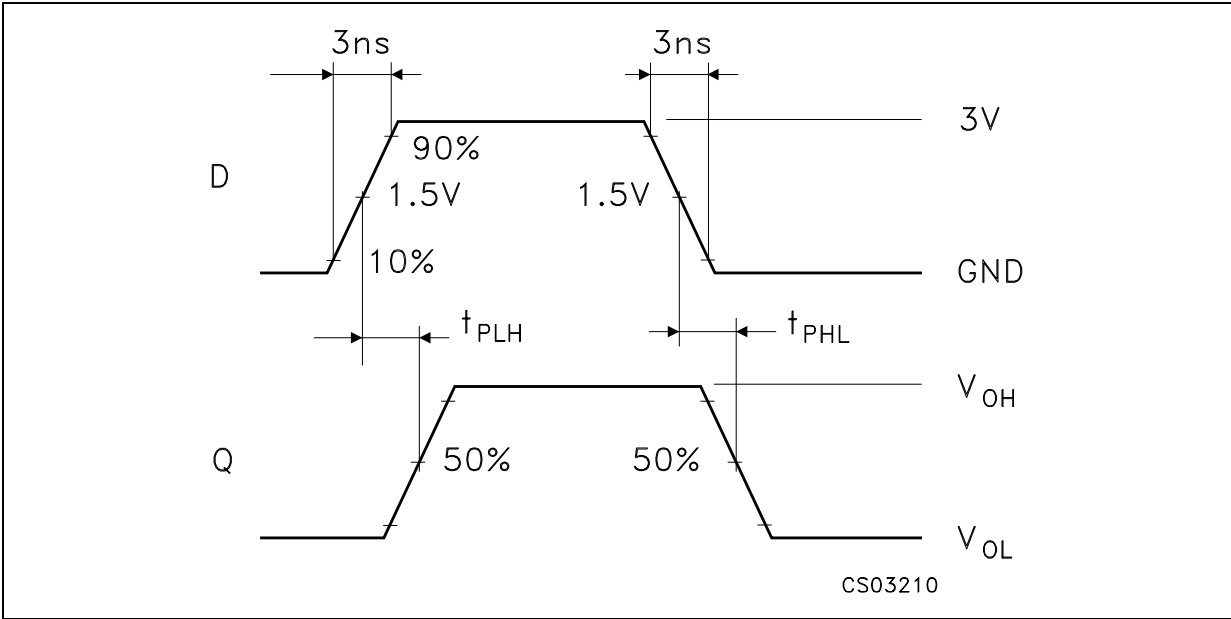 3ns 3ns
3V
90%
D
1.5V 1.5V
10%
GND
tPLH tPHL
VOH
Q
50% 50%
VOL
CS03210